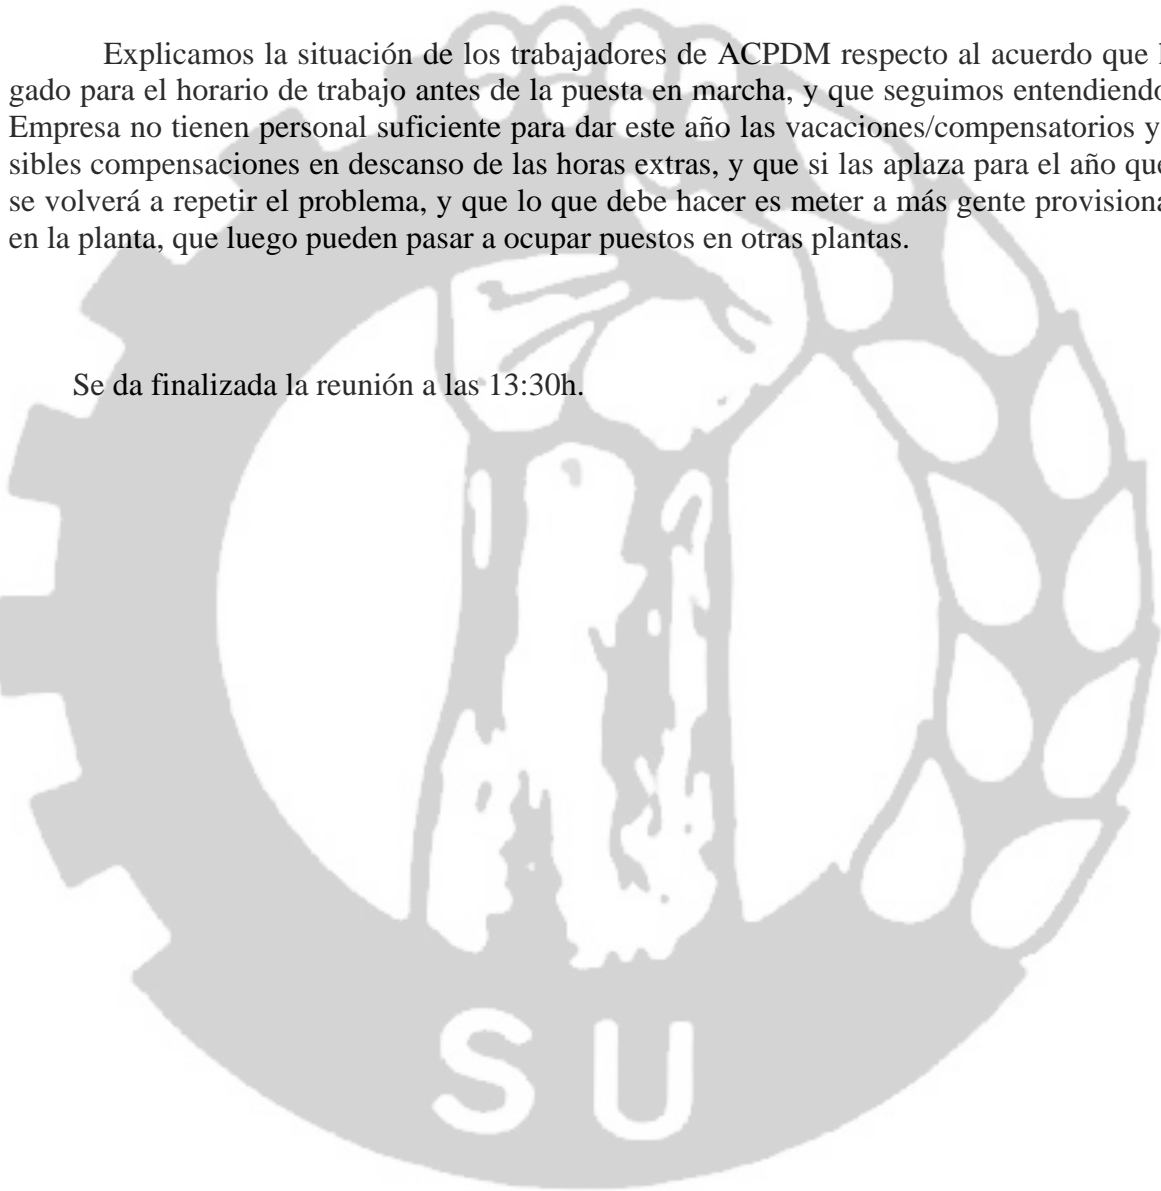 Explicamos la situación de los trabajadores de ACPDM respecto al acuerdo que
gado para el horario de trabajo antes de la puesta en marcha, y que seguimos entendiendo
Empresa no tienen personal suficiente para dar este año las vacaciones/compensatorios y
sibles compensaciones en descanso de las horas extras, y que si las aplaza para el año que
se volverá a repetir el problema, y que lo que debe hacer es meter a más gente provisiona
en la planta, que luego pueden pasar a ocupar puestos en otras plantas.
Se da finalizada la reunión a las 13:30h.
SU